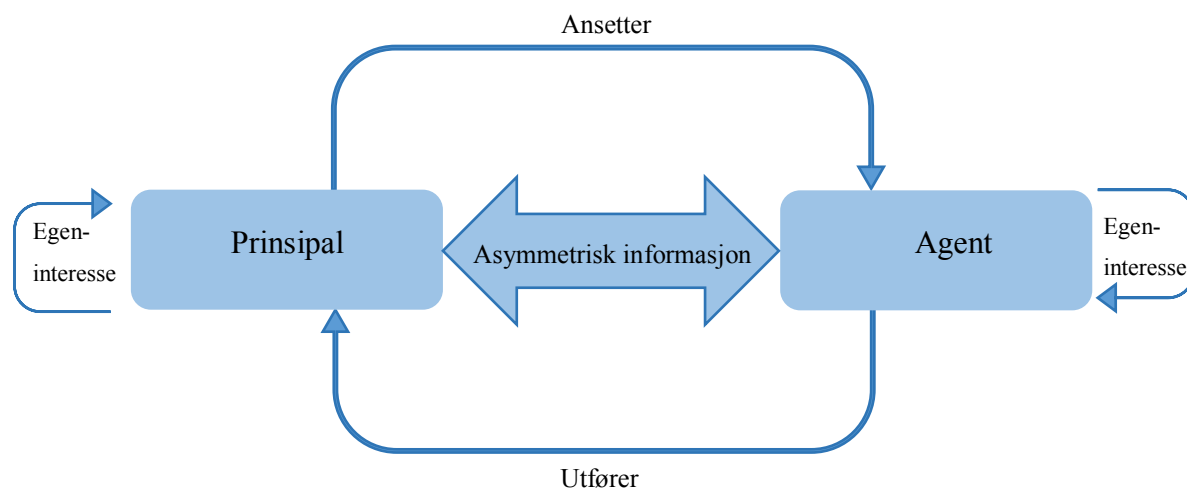 Ansetter
Egen-
interesse
Prinsipal
Asymmetrisk informasjon
Agent
Egen-
interesse
Utfører